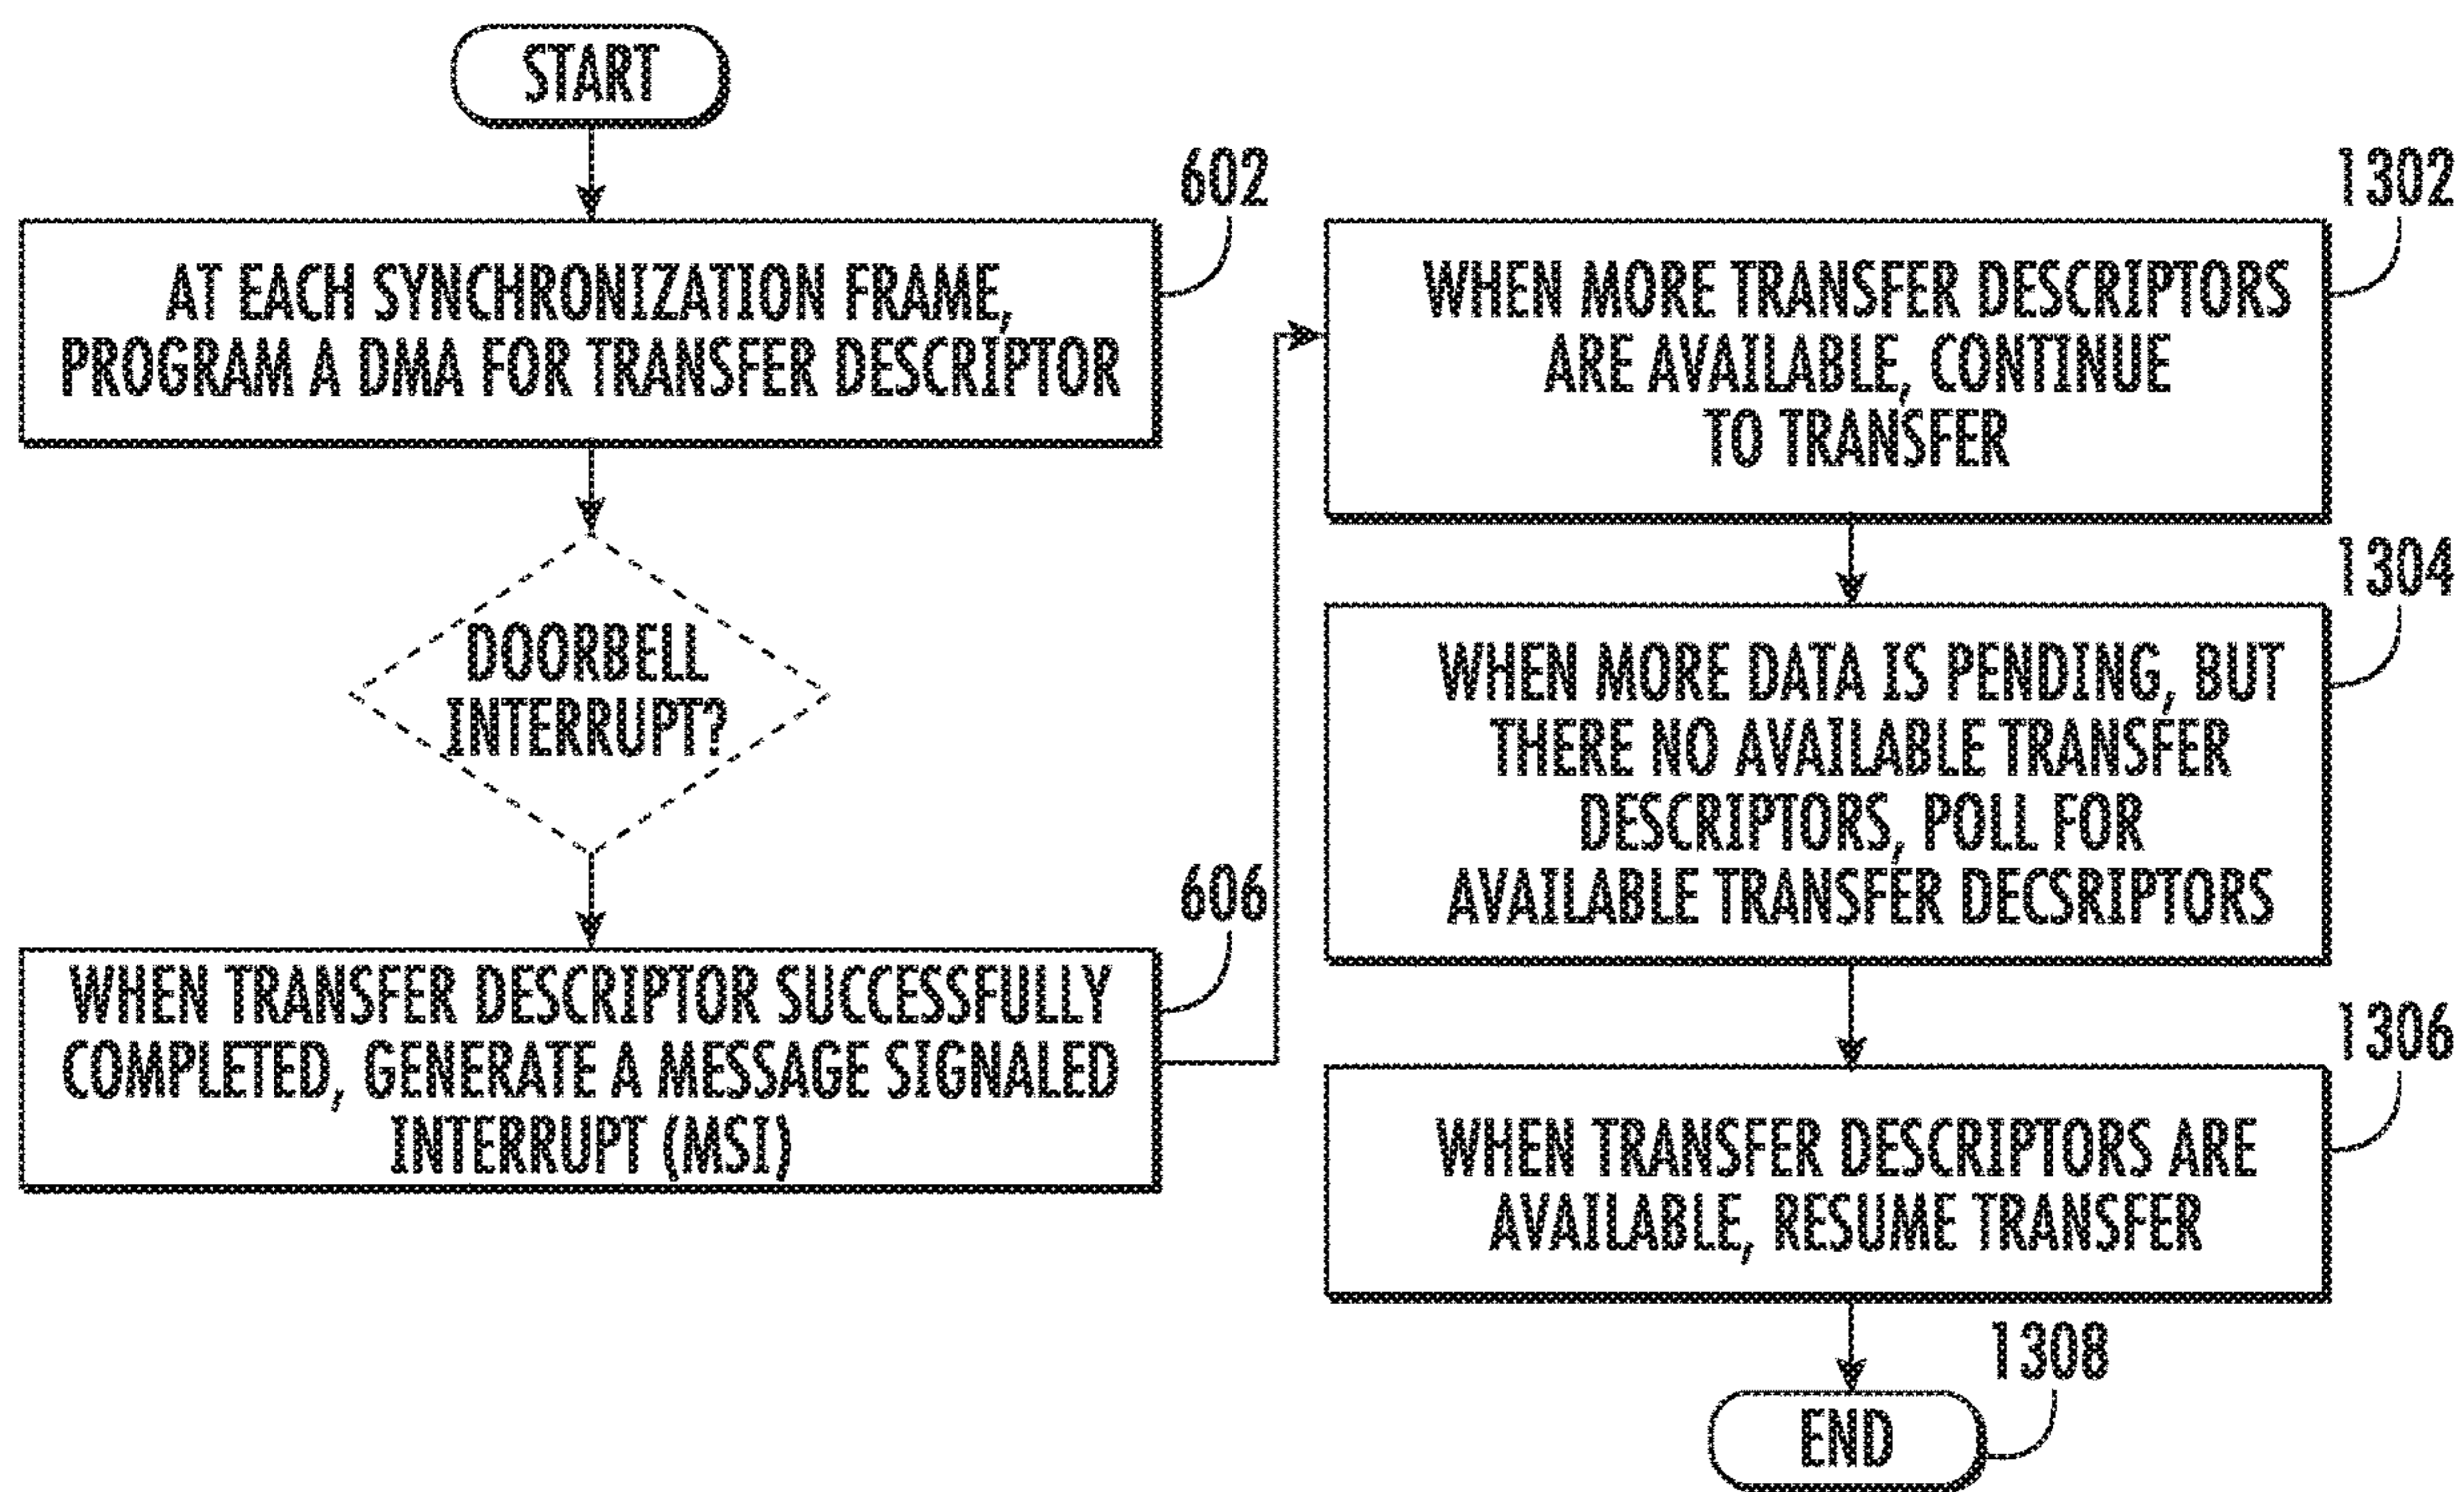 START
602
AT EACH SYNCHRONIZATION FRAME,
PROGRAM A DMA FOR TRANSFER DESCRIPTOR
DOORBELL
INTERRUPT?
606
WHEN TRANSFER DESCRIPTOR SUCCESSFULLY
COMPLETED, GENERATE A MESSAGE SIGNALED
INTERRUPT (MSI)
1302
WHEN MORE TRANSFER DESCRIPTORS
ARE AVAILABLE, CONTINUE
TO TRANSFER
1304
WHEN MORE DATA IS PENDING, BUT
THERE NO AVAILABLE TRANSFER
DESCRIPTORS, POLL FOR
AVAILABLE TRANSFER DECSRIPTORS
1306
WHEN TRANSFER DESCRIPTORS ARE
AVAILABLE, RESUME TRANSFER
1308
END